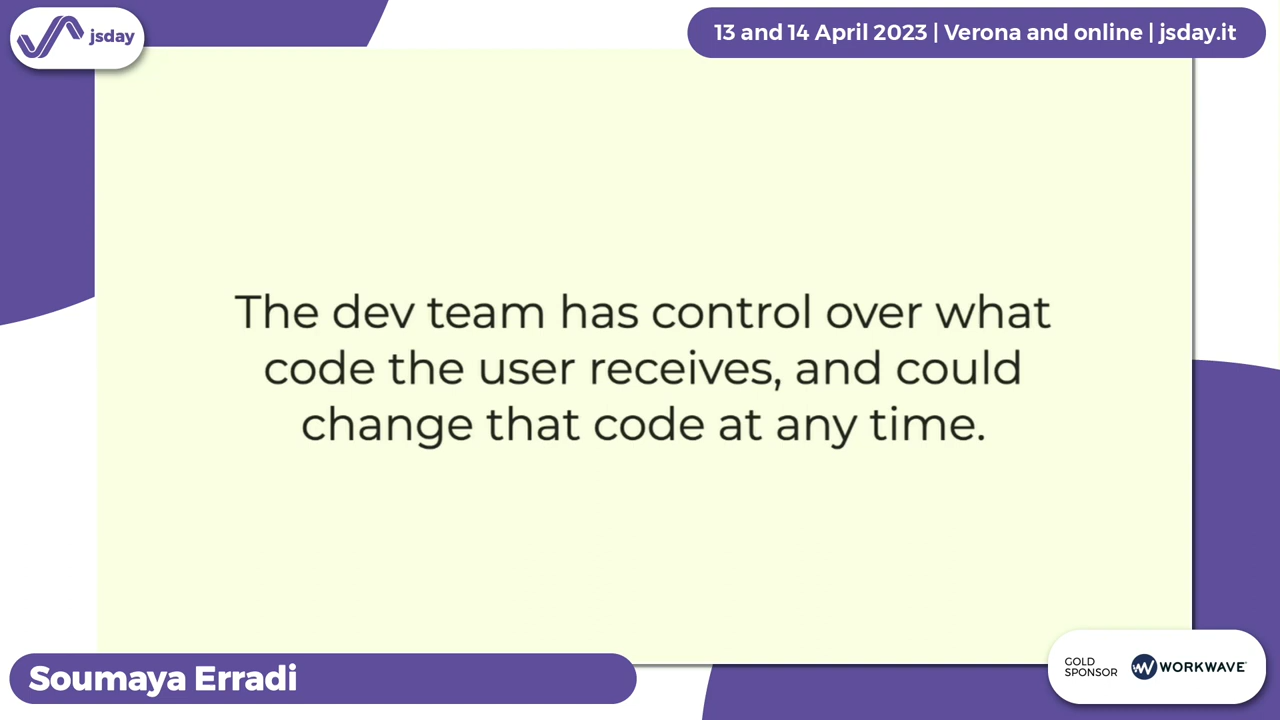 jsday
13 and 14 April 2023 | Verona and online | jsday.it
The dev team has control over what
code the user receives, and could
change that code at any time.
Soumaya Erradi
GOLD
SPONSOR
WORKWAVE